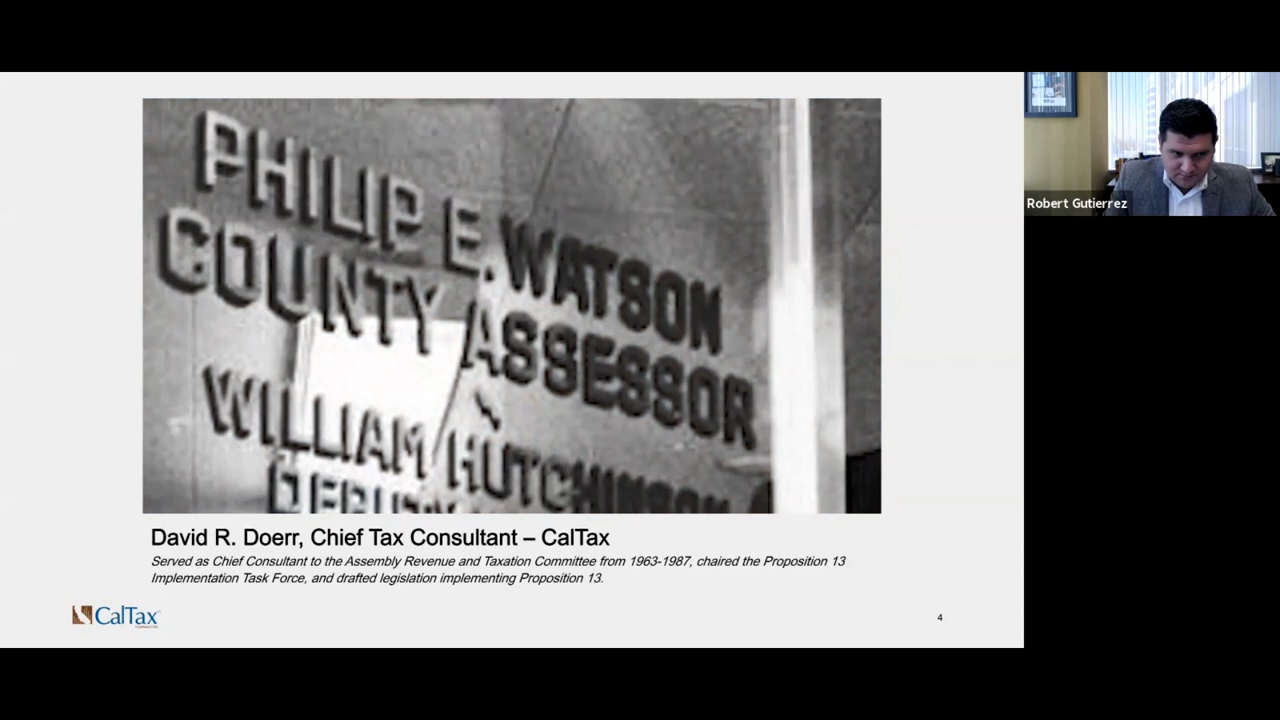 PHILIP E. WATSON
COUNTY ASSESSOR
WILLIAM HUTCHINSON
DEPUTY
Robert Gutierrez
David R. Doerr, Chief Tax Consultant – CalTax
Served as Chief Consultant to the Assembly Revenue and Taxation Committee from 1963-1987, chaired the Proposition 13
Implementation Task Force, and drafted legislation implementing Proposition 13.
CalTax
4